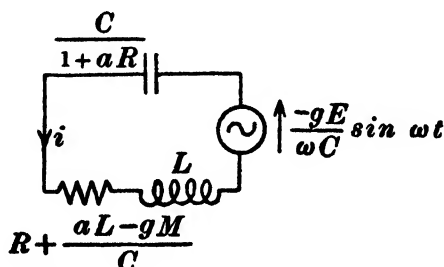 C
1+aR
i
L
-gE
ωC sin ωt
R+ aL-gM
C